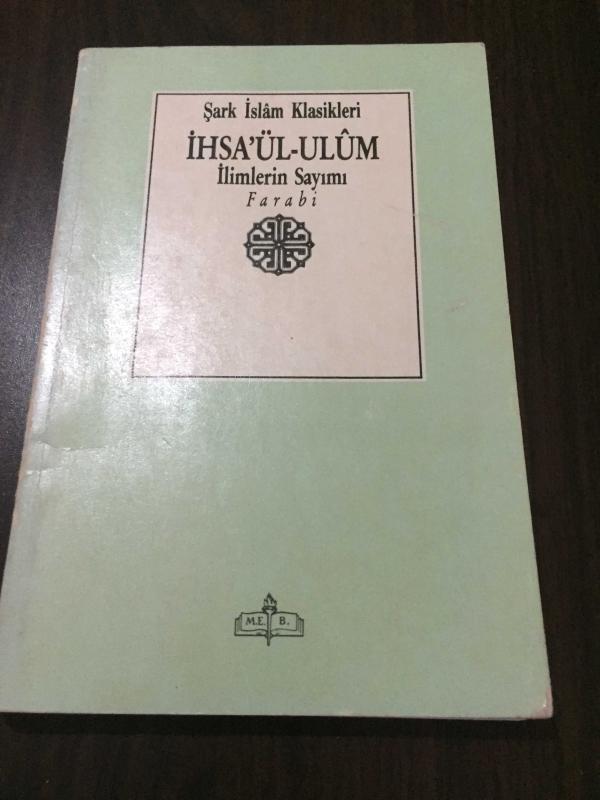 Şark İslâm Klasikleri
İHSA'ÜL-ULÛM
İlimlerin Sayımı
Farabi
M.E. B.